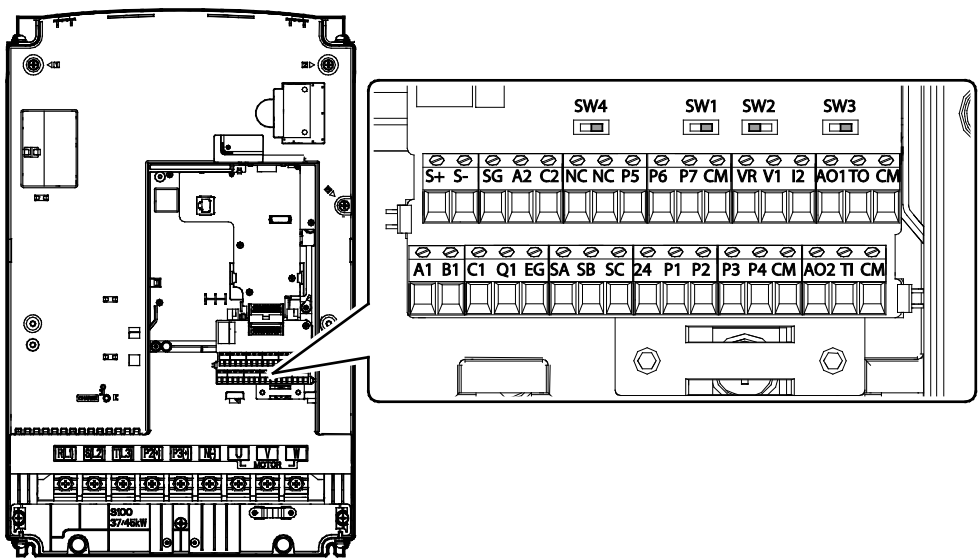 SW4 SW1 SW2 SW3
S+ S- SG A2 C2 NC NC P5 P6 P7 CM VR V1 I2 AO1 TO CM
A1 B1 C1 Q1 EG SA SB SC 24 P1 P2 P3 P4 CM AO2 TI CM
R(L1) S(L2) T(L3) P2(+) P3(+) N(-) U V W
MOTOR
S100
37/45kW